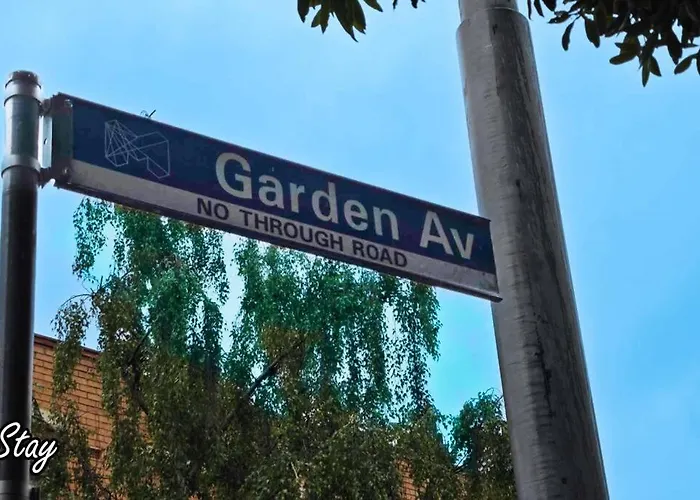 Garden Av
NO THROUGH ROAD
Stay